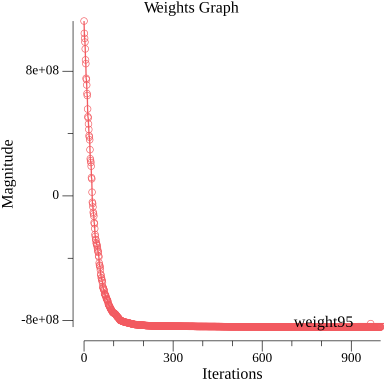 Weights Graph
8e+08
0
-8e+08
Magnitude
weight95
0
300
600
900
Iterations